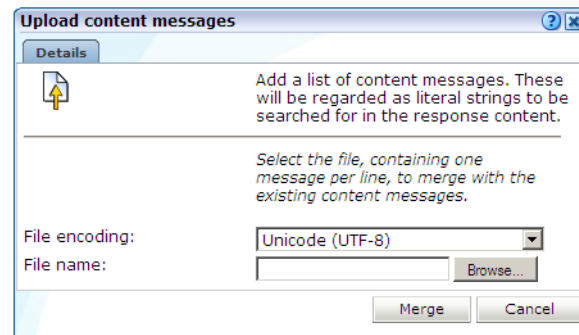 Upload content messages
Details
Add a list of content messages. These
will be regarded as literal strings to be
searched for in the response content.
Select the file, containing one
message per line, to merge with the
existing content messages.
File encoding: Unicode (UTF-8)
File name: Browse...
Merge Cancel